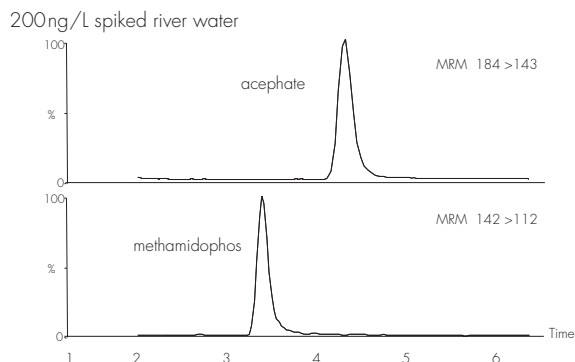 200ng/L spiked river water
100
MRM 184 >143
acephate
%
0
100
MRM 142 >112
methamidophos
%
0
Time
1 2 3 4 5 6